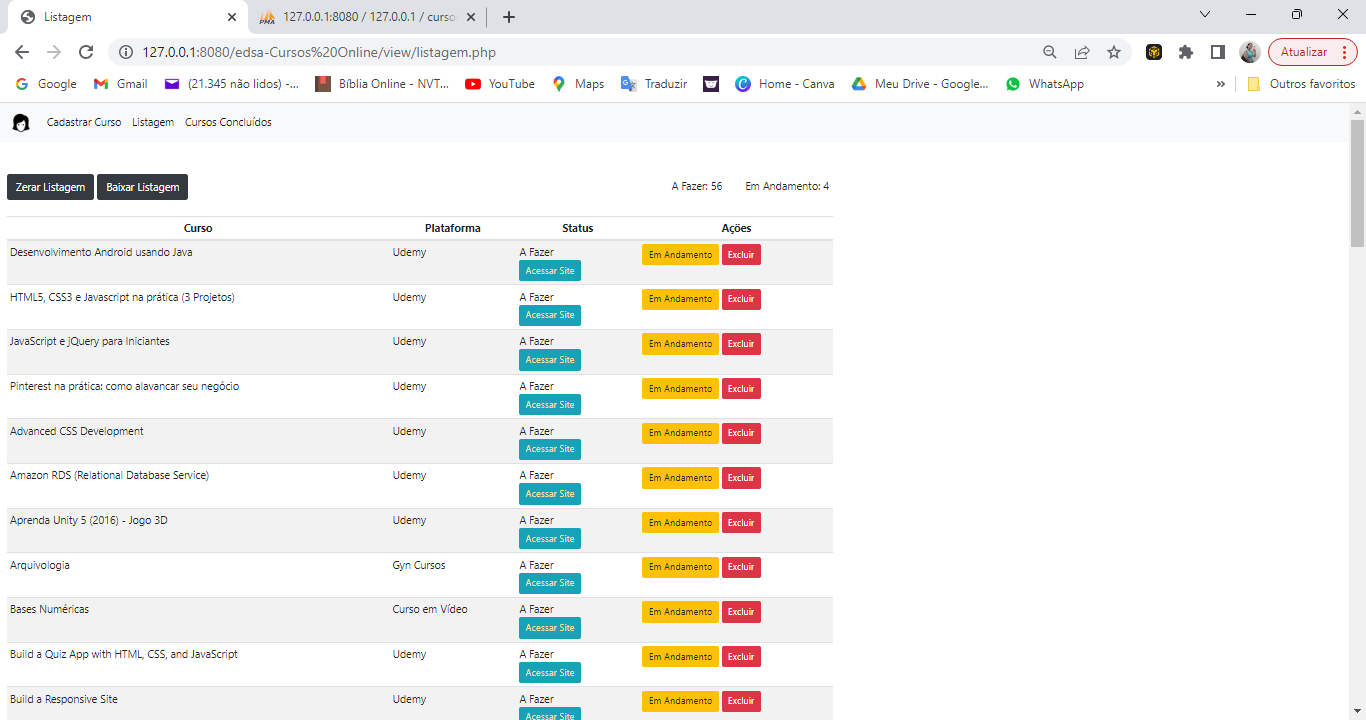 Listagem
PMA 127.0.0.1:8080 / 127.0.0.1 / curso
127.0.0.1:8080/edsa-Cursos%20Online/view/listagem.php
Atualizar
Google Gmail (21.345 não lidos) -... Bíblia Online - NVT... YouTube Maps Traduzir Home - Canva Meu Drive - Google... WhatsApp » Outros favoritos
Cadastrar Curso Listagem Cursos Concluídos
Zerar Listagem Baixar Listagem A Fazer: 56 Em Andamento: 4
Curso Plataforma Status Ações
Desenvolvimento Android usando Java Udemy A Fazer Em Andamento Excluir
Acessar Site
HTML5, CSS3 e Javascript na prática (3 Projetos) Udemy A Fazer Em Andamento Excluir
Acessar Site
JavaScript e jQuery para Iniciantes Udemy A Fazer Em Andamento Excluir
Acessar Site
Pinterest na prática: como alavancar seu negócio Udemy A Fazer Em Andamento Excluir
Acessar Site
Advanced CSS Development Udemy A Fazer Em Andamento Excluir
Acessar Site
Amazon RDS (Relational Database Service) Udemy A Fazer Em Andamento Excluir
Acessar Site
Aprenda Unity 5 (2016) - Jogo 3D Udemy A Fazer Em Andamento Excluir
Acessar Site
Arquivologia Gyn Cursos A Fazer Em Andamento Excluir
Acessar Site
Bases Numéricas Curso em Vídeo A Fazer Em Andamento Excluir
Acessar Site
Build a Quiz App with HTML, CSS, and JavaScript Udemy A Fazer Em Andamento Excluir
Acessar Site
Build a Responsive Site Udemy A Fazer Em Andamento Excluir
Acessar Site